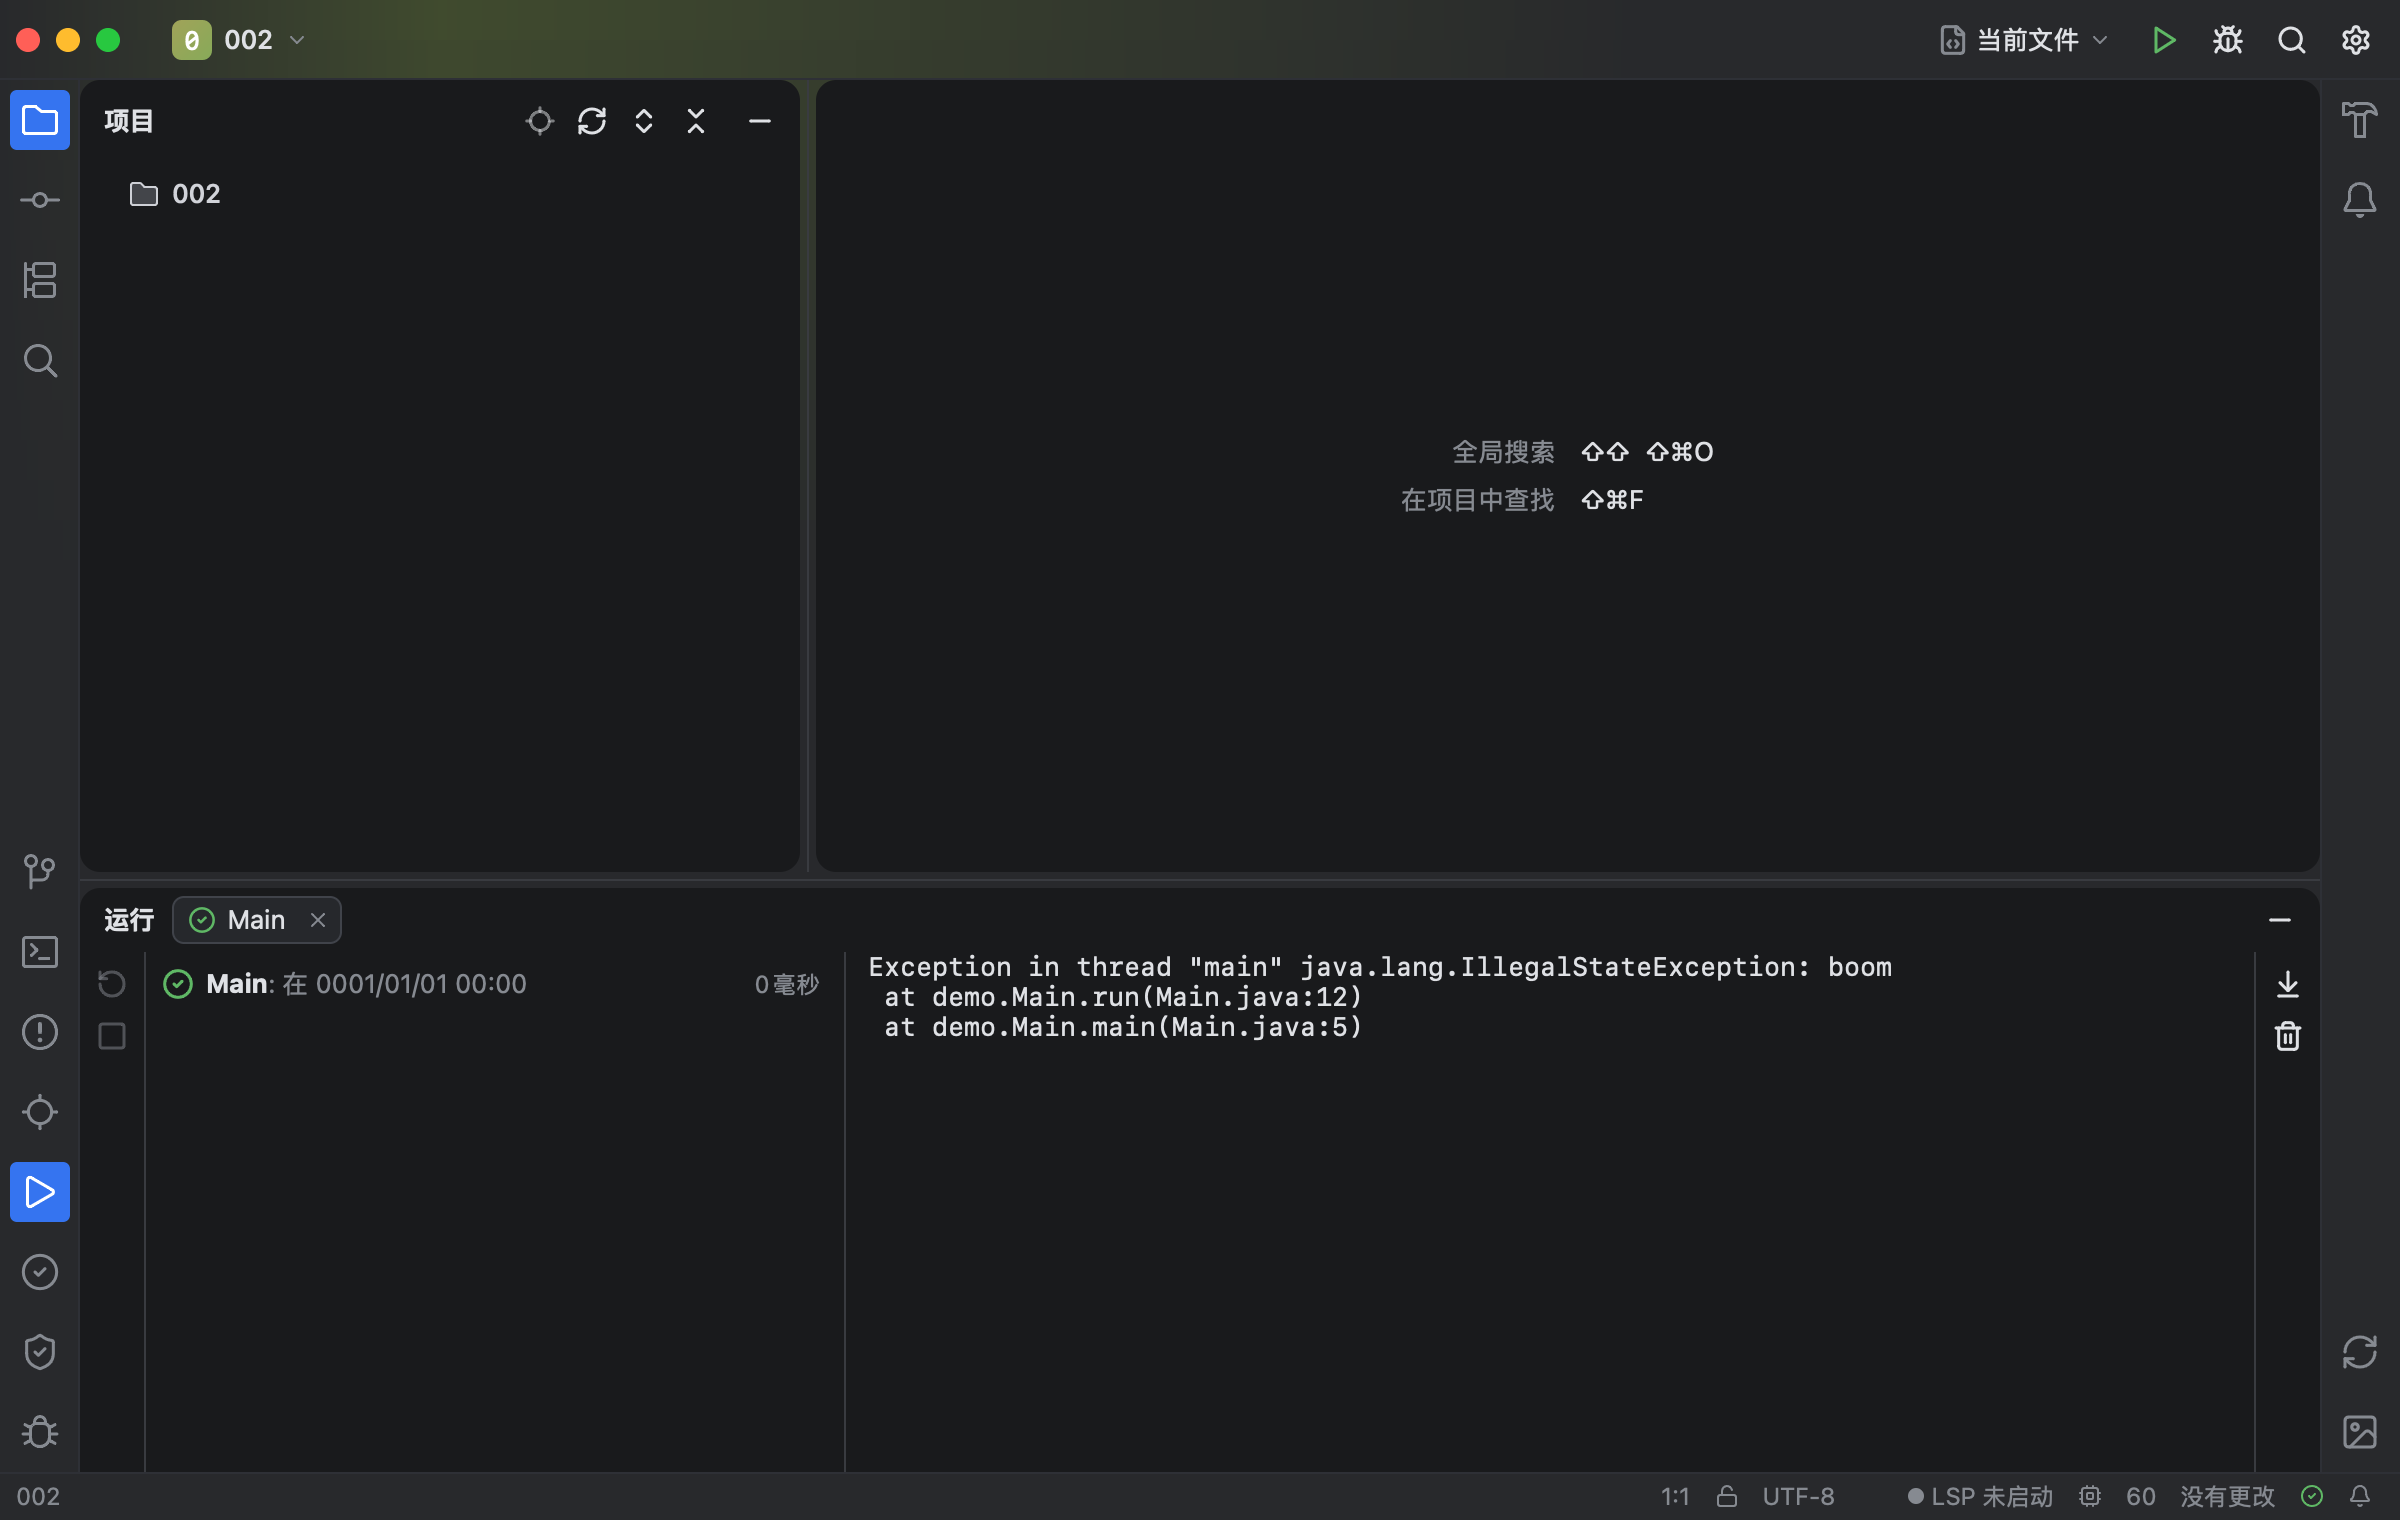 0 002
当前文件
项目
002
全局搜索 ⇧⇧ ⇧⌘O
在项目中查找 ⇧⌘F
运行 Main
Main: 在 0001/01/01 00:00 0 毫秒
Exception in thread "main" java.lang.IllegalStateException: boom
at demo.Main.run(Main.java:12)
at demo.Main.main(Main.java:5)
002
1:1 UTF-8 LSP 未启动 60 没有更改